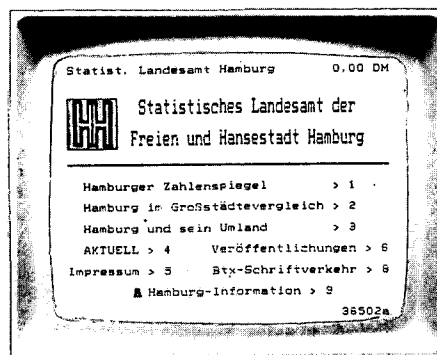 Statist. Landesamt Hamburg 0,00 DM
Statistisches Landesamt der
Freien und Hansestadt Hamburg
Hamburger Zahlenspiegel > 1
Hamburg im Großstädtevergleich > 2
Hamburg und sein Umland > 3
AKTUELL > 4 Veröffentlichungen > 6
Impressum > 5 Btx-Schriftverkehr > 8
Hamburg-Information > 9
36502a